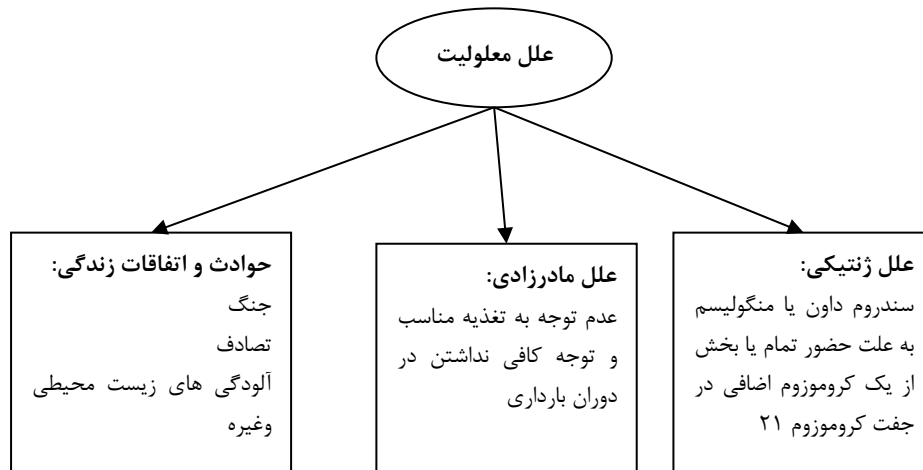 علل معلولیت
علل ژنتیکی:
سندروم داون یا منگولیسم
به علت حضور تمام یا بخش
از یک کروموزوم اضافی در
جفت کروموزوم ۲۱
علل مادرزادی:
عدم توجه به تغذیه مناسب
و توجه کافی نداشتن در
دوران بارداری
حوادث و اتفاقات زندگی:
جنگ
تصادف
آلودگی های زیست محیطی
وغیره